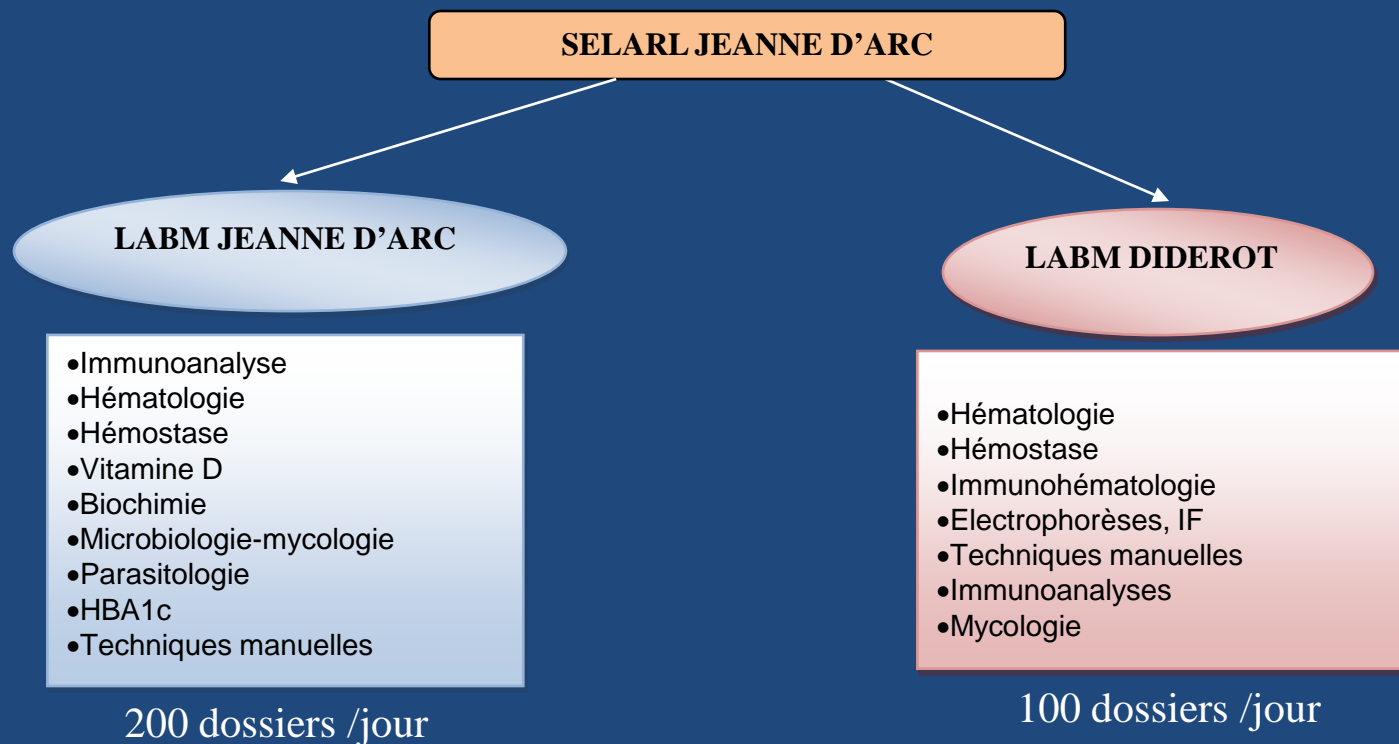 SELARL JEANNE D’ARC
LABM JEANNE D’ARC
•Immunoanalyse
•Hématologie
•Hémostase
•Vitamine D
•Biochimie
•Microbiologie-mycologie
•Parasitologie
•HBA1c
•Techniques manuelles
200 dossiers /jour
LABM DIDEROT
•Hématologie
•Hémostase
•Immunohématologie
•Electrophorèses, IF
•Techniques manuelles
•Immunoanalyses
•Mycologie
100 dossiers /jour